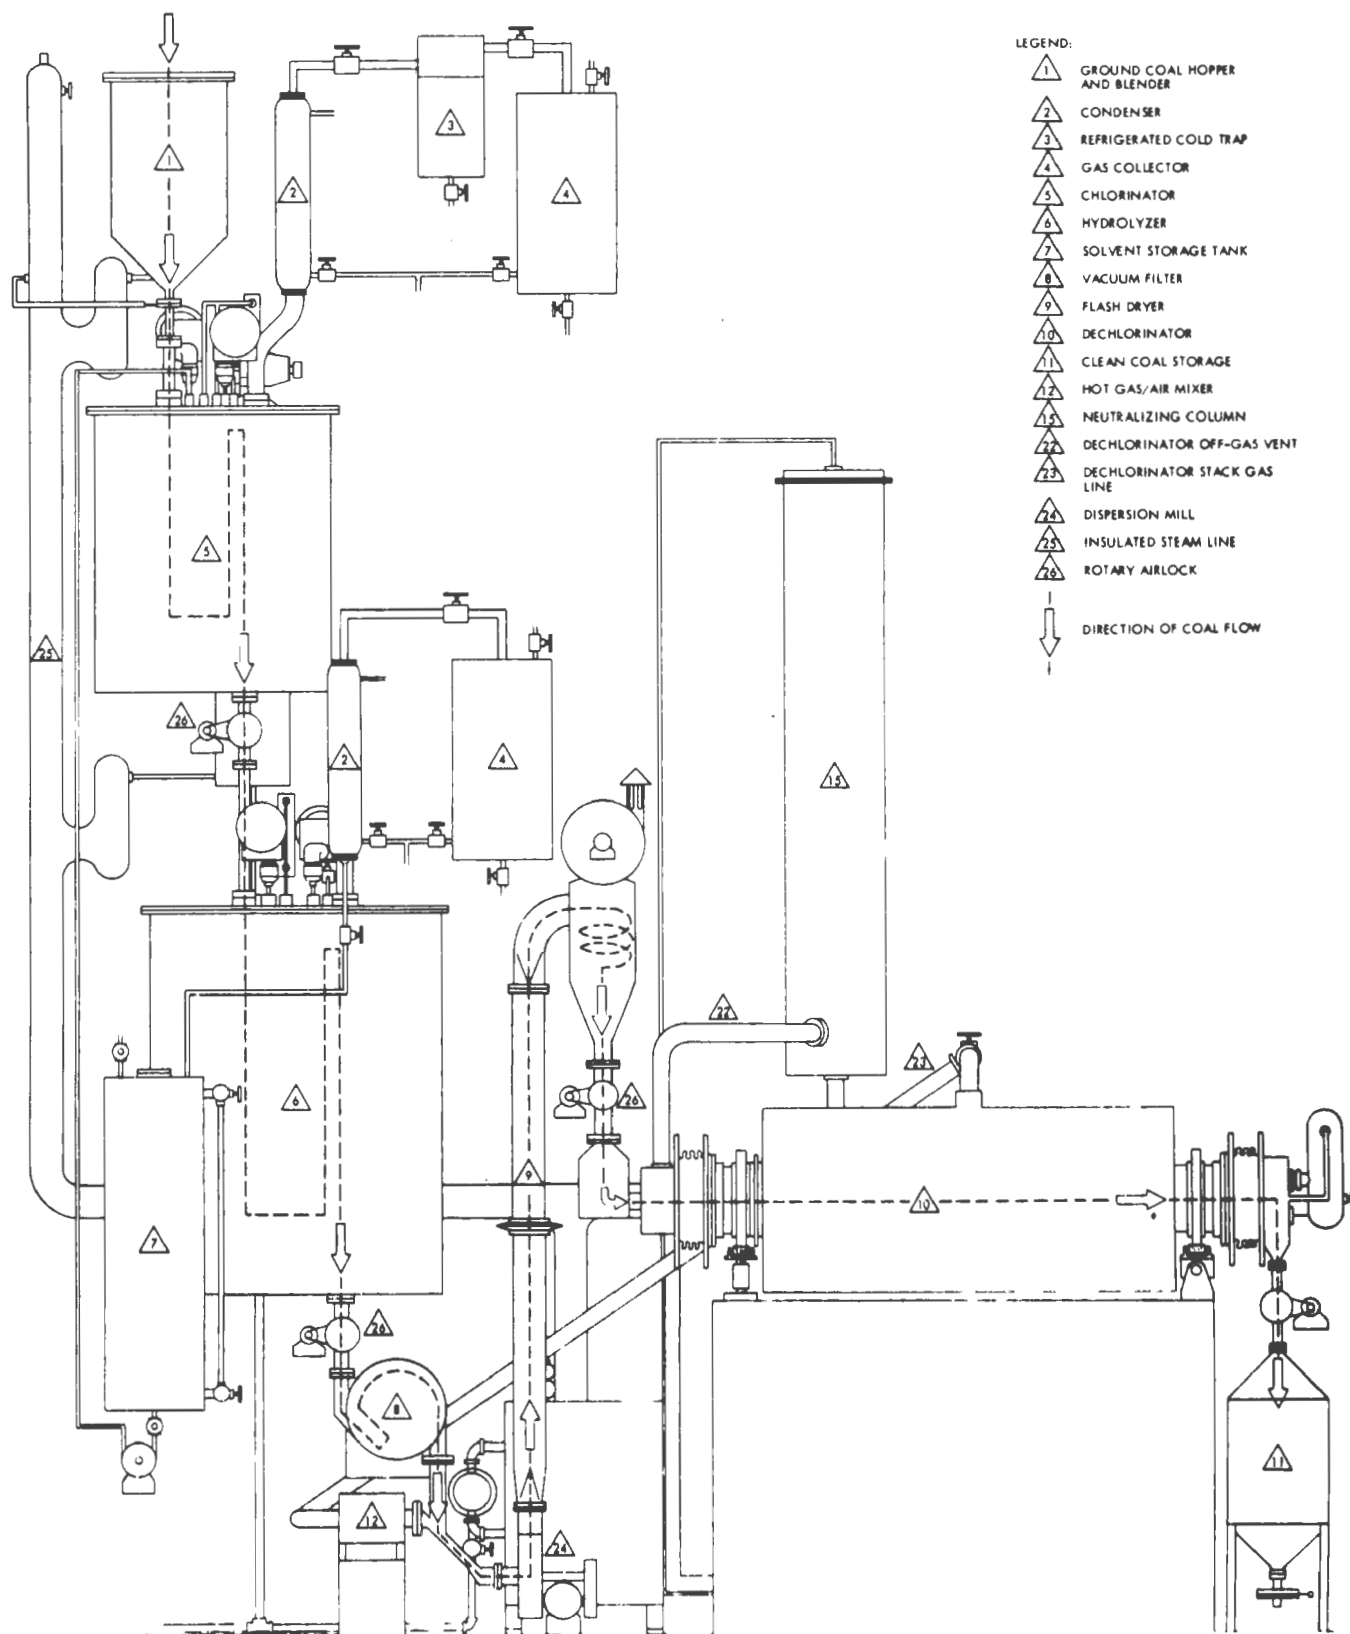 LEGEND:
1 GROUND COAL HOPPER
AND BLENDER
2 CONDENSER
3 REFRIGERATED COLD TRAP
4 GAS COLLECTOR
5 CHLORINATOR
6 HYDROLYZER
7 SOLVENT STORAGE TANK
8 VACUUM FILTER
9 FLASH DRYER
10 DECHLORINATOR
11 CLEAN COAL STORAGE
12 HOT GAS/AIR MIXER
15 NEUTRALIZING COLUMN
22 DECHLORINATOR OFF-GAS VENT
23 DECHLORINATOR STACK GAS
LINE
24 DISPERSION MILL
25 INSULATED STEAM LINE
26 ROTARY AIRLOCK
DIRECTION OF COAL FLOW
1
2
3
4
5
25
26
2
4
15
22
23
26
6
9
10
7
26
8
12
24
11